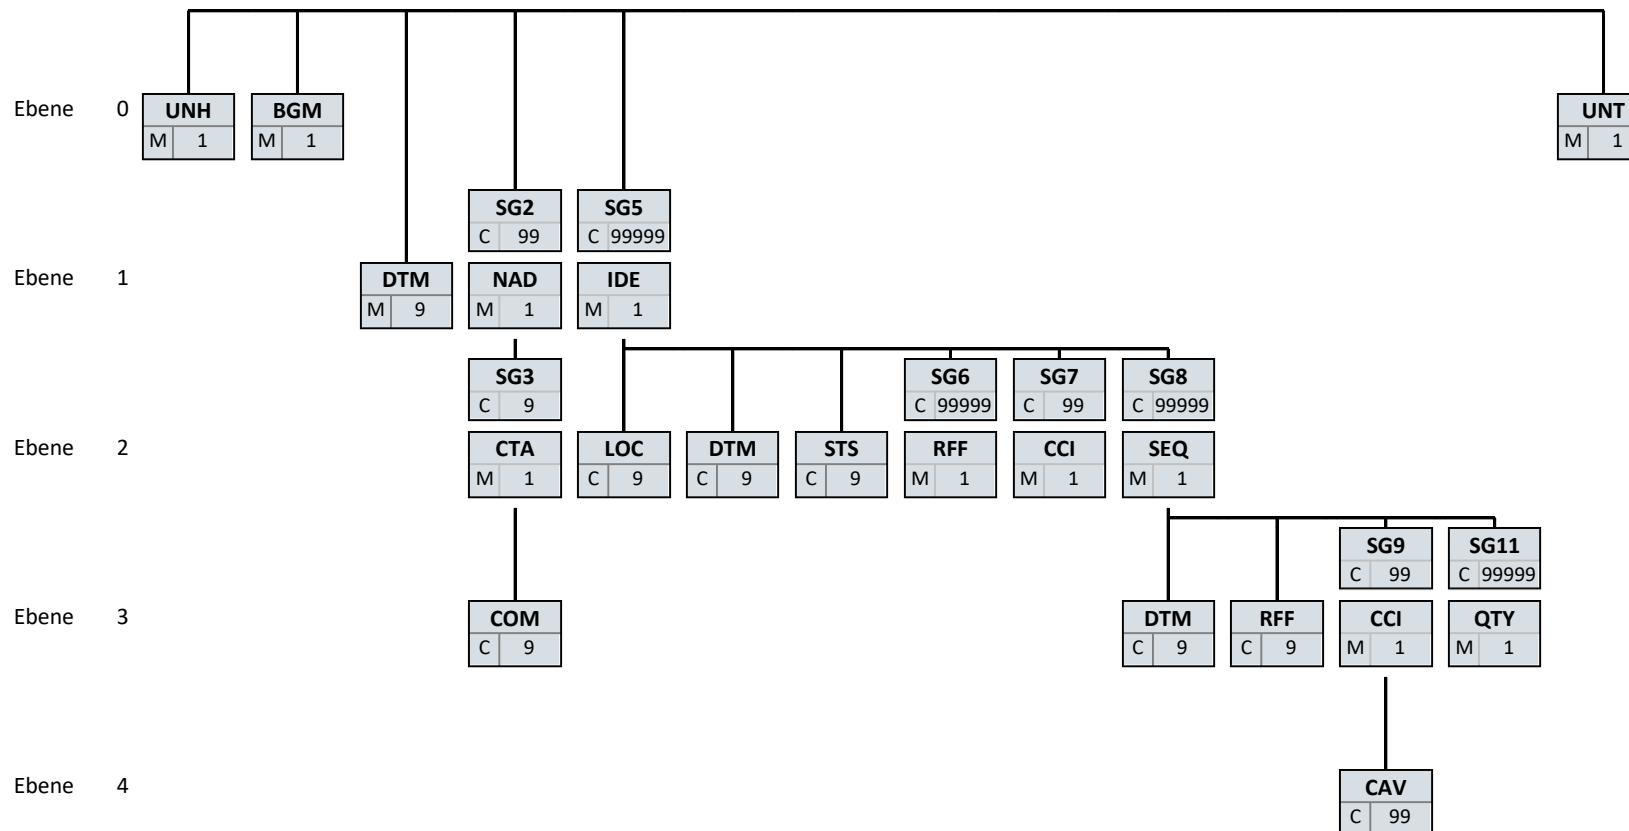 Ebene 0 UNH BGM UNT
M 1 M 1 M 1
SG2 SG5
C 99 C 99999
Ebene 1 DTM NAD IDE
M 9 M 1 M 1
SG3 SG6 SG7 SG8
C 9 C 99999 C 99 C 99999
Ebene 2 CTA LOC DTM STS RFF CCI SEQ
M 1 C 9 C 9 C 9 M 1 M 1 M 1
SG9 SG11
C 99 C 99999
Ebene 3 COM DTM RFF CCI QTY
C 9 C 9 C 9 M 1 M 1
Ebene 4 CAV
C 99